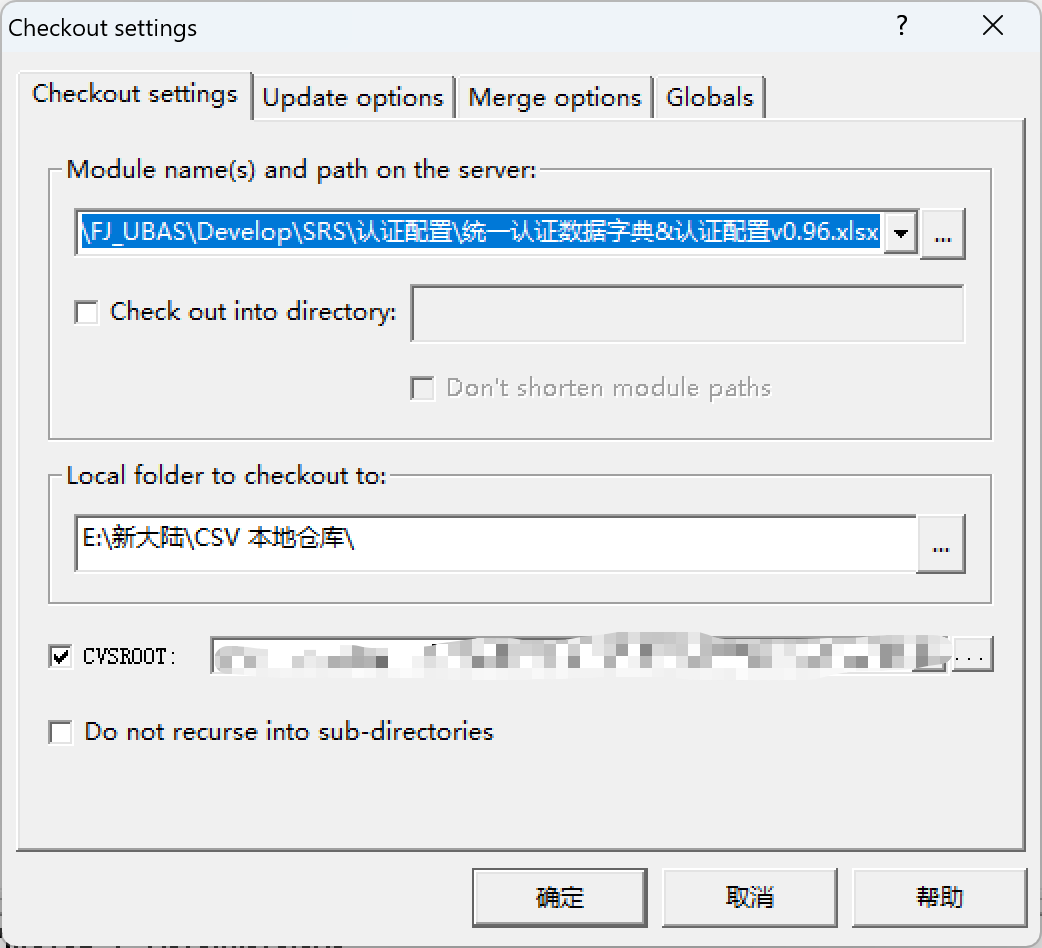 Checkout settings ?
Checkout settings Update options Merge options Globals
Module name(s) and path on the server:
\FJ_UBAS\Develop\SRS\认证配置\统一认证数据字典&认证配置v0.96.xlsx ...
Check out into directory:
Don't shorten module paths
Local folder to checkout to:
E:\新大陆\CSV 本地仓库\ ...
CVSROOT: ...
Do not recurse into sub-directories
确定 取消 帮助